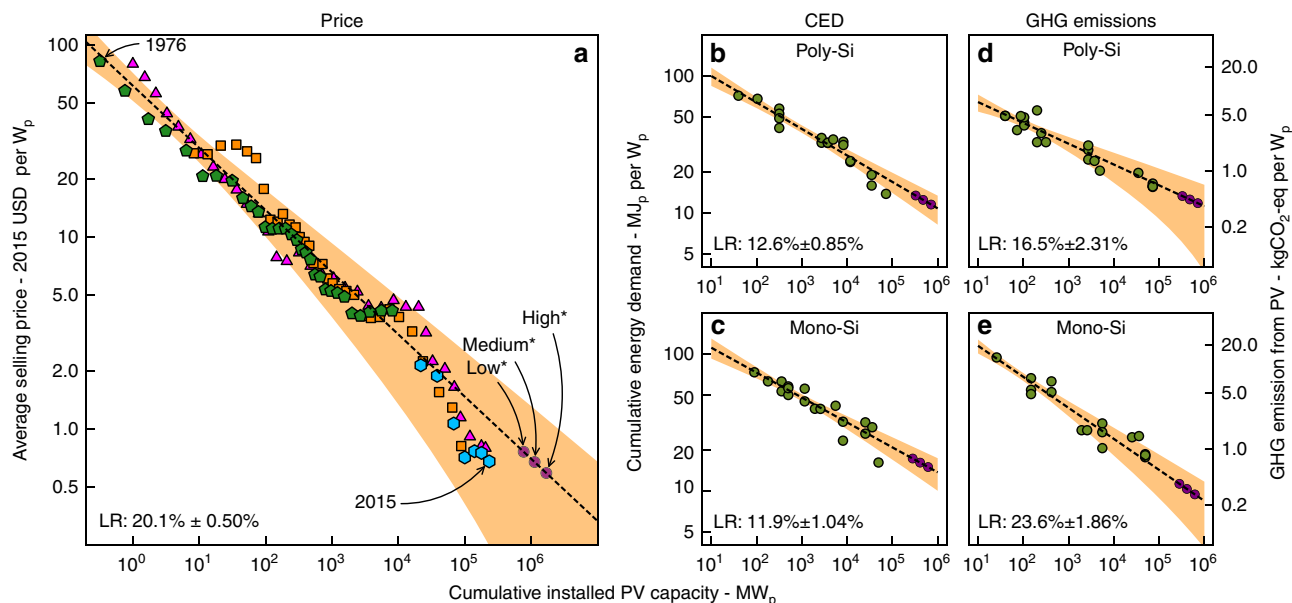 Price
a
1976
100
50
20
10
5.0
2.0
1.0
0.5
Average selling price - 2015 USD per Wₚ
High*
Medium*
Low*
2015
LR: 20.1% ± 0.50%
10⁰ 10¹ 10² 10³ 10⁴ 10⁵ 10⁶
Cumulative installed PV capacity - MWₚ
CED
b
Poly-Si
100
50
20
10
5
LR: 12.6%±0.85%
10¹ 10² 10³ 10⁴ 10⁵ 10⁶
Cumulative energy demand - MJₚ per Wₚ
c
Mono-Si
100
50
20
10
5
LR: 11.9%±1.04%
10¹ 10² 10³ 10⁴ 10⁵ 10⁶
GHG emissions
d
Poly-Si
20.0
5.0
1.0
0.2
LR: 16.5%±2.31%
10¹ 10² 10³ 10⁴ 10⁵ 10⁶
GHG emission from PV - kgCO₂-eq per Wₚ
e
Mono-Si
20.0
5.0
1.0
0.2
LR: 23.6%±1.86%
10¹ 10² 10³ 10⁴ 10⁵ 10⁶